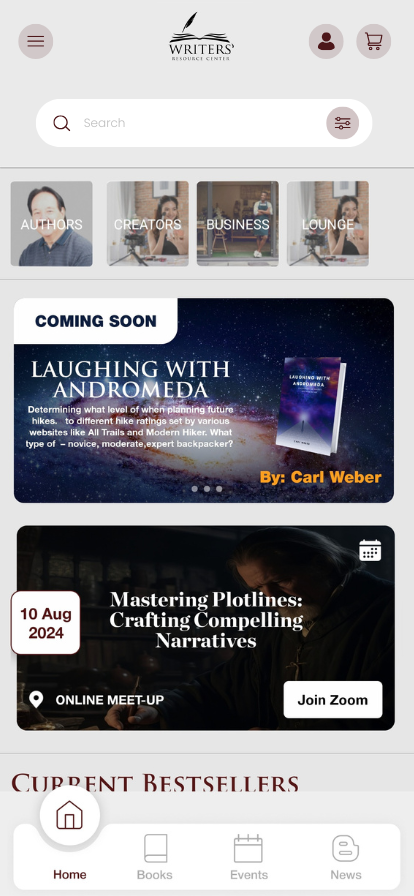 WRITERS'
RESOURCE CENTER
Search
AUTHORS
CREATORS
BUSINESS
LOUNGE
COMING SOON
LAUGHING WITH
ANDROMEDA
Determining what level of when planning future
hikes. to different hike ratings set by various
websites like All Trails and Modern Hiker. What
type of – novice, moderate,expert backpacker?
LAUGHING WITH
ANDROMEDA
By: Carl Weber
10 Aug
2024
Mastering Plotlines:
Crafting Compelling
Narratives
ONLINE MEET-UP
Join Zoom
CURRENT BESTSELLERS
Home
Books
Events
News